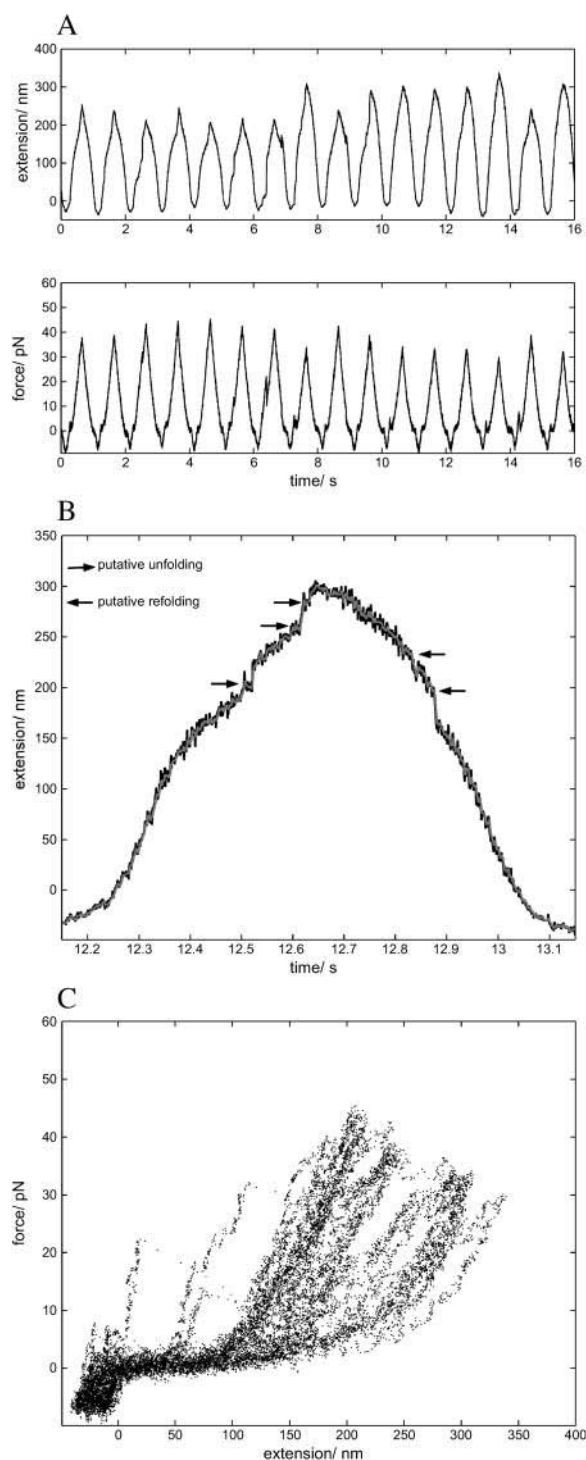 A
400
300
200
100
0
extension/ nm
0 2 4 6 8 10 12 14 16
60
50
40
30
20
10
0
force/ pN
0 2 4 6 8 10 12 14 16
time/ s
B
350
300
250
200
150
100
50
0
extension/ nm
putative unfolding
putative refolding
12.2 12.3 12.4 12.5 12.6 12.7 12.8 12.9 13 13.1
time/ s
C
60
50
40
30
20
10
0
force/ pN
0 50 100 150 200 250 300 350 400
extension/ nm